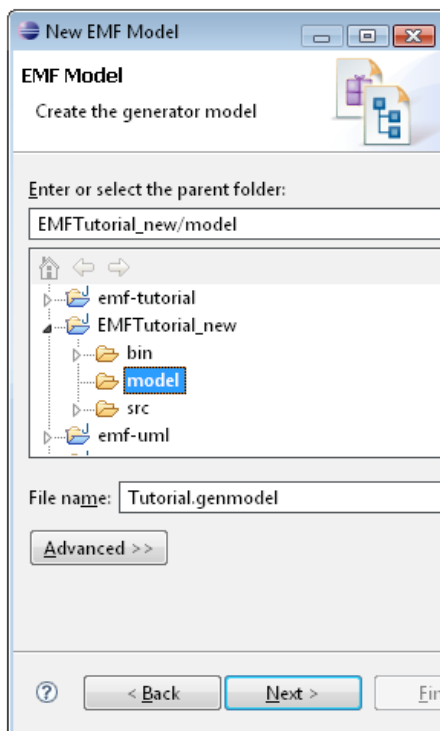 New EMF Model
EMF Model
Create the generator model
Enter or select the parent folder:
EMFTutorial_new/model
emf-tutorial
EMFTutorial_new
bin
model
src
emf-uml
File name: Tutorial.genmodel
Advanced >>
< Back Next >